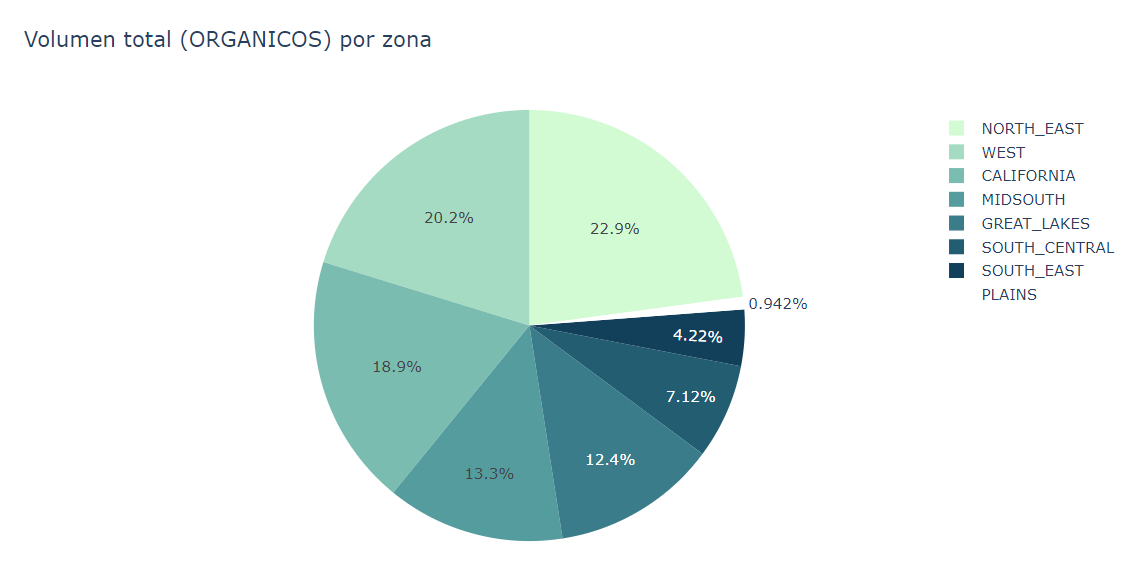 Volumen total (ORGANICOS) por zona
22.9%
20.2%
18.9%
13.3%
12.4%
7.12%
4.22%
0.942%
NORTH_EAST
WEST
CALIFORNIA
MIDSOUTH
GREAT_LAKES
SOUTH_CENTRAL
SOUTH_EAST
PLAINS